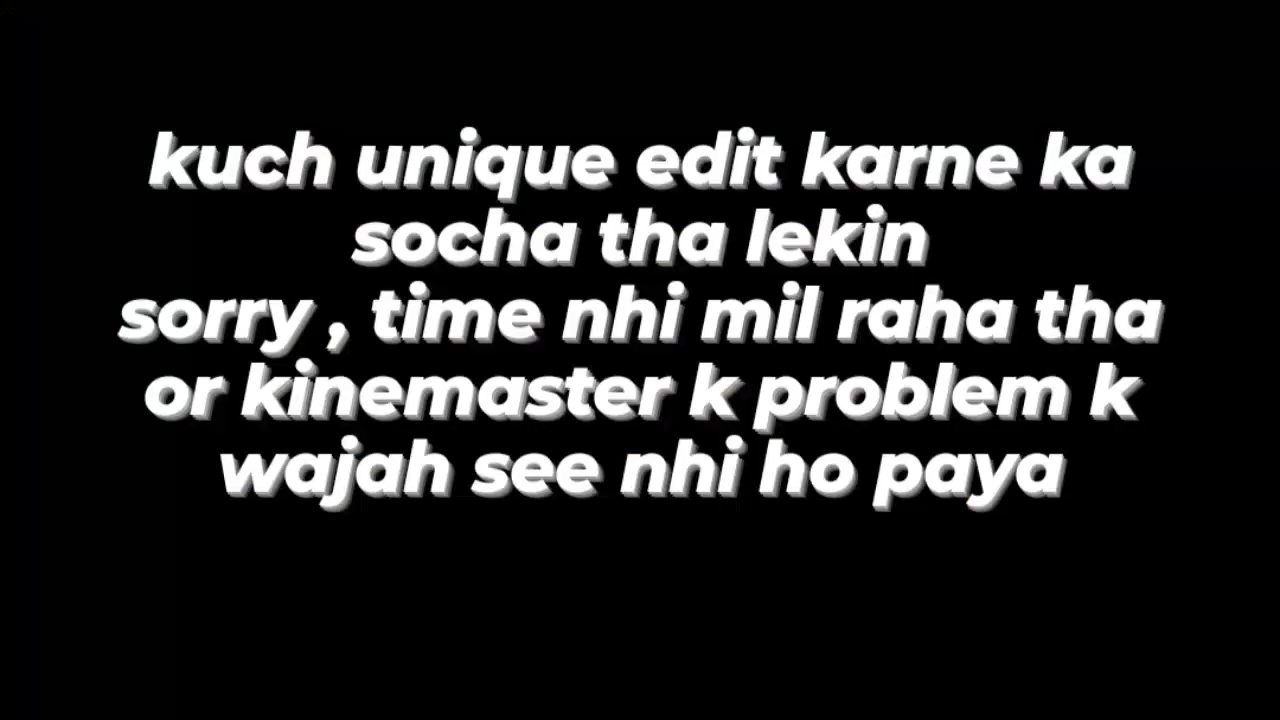 kuch unique edit karne ka
socha tha lekin
sorry , time nhi mil raha tha
or kinemaster k problem k
wajah see nhi ho paya